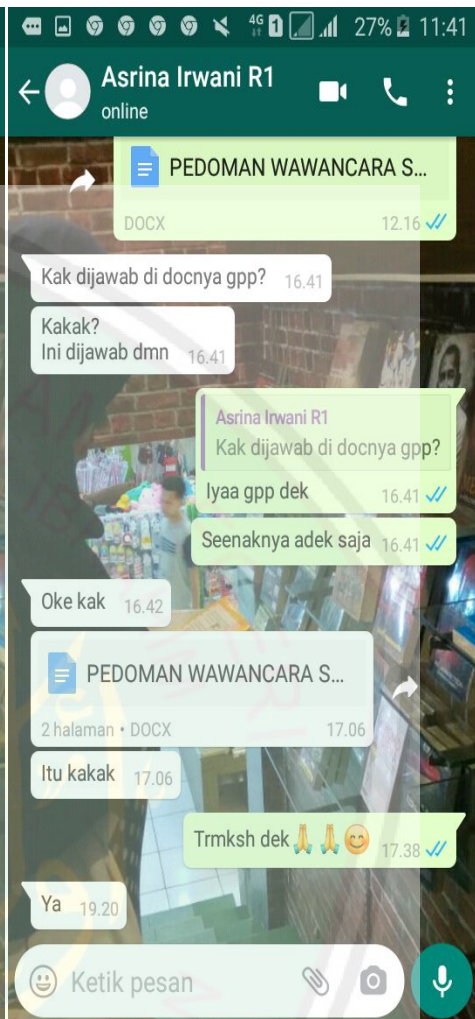 4G 1 27% 11:41
Asrina Irwani R1
online
PEDOMAN WAWANCARA S...
DOCX 12.16
Kak dijawab di docnya gpp? 16.41
Kakak?
Ini dijawab dmn 16.41
Asrina Irwani R1
Kak dijawab di docnya gpp?
Iyaa gpp dek 16.41
Seenaknya adek saja 16.41
Oke kak 16.42
PEDOMAN WAWANCARA S...
2 halaman • DOCX 17.06
Itu kakak 17.06
Trmksh dek 🙏 🙏 😊 17.38
Ya 19.20
Ketik pesan